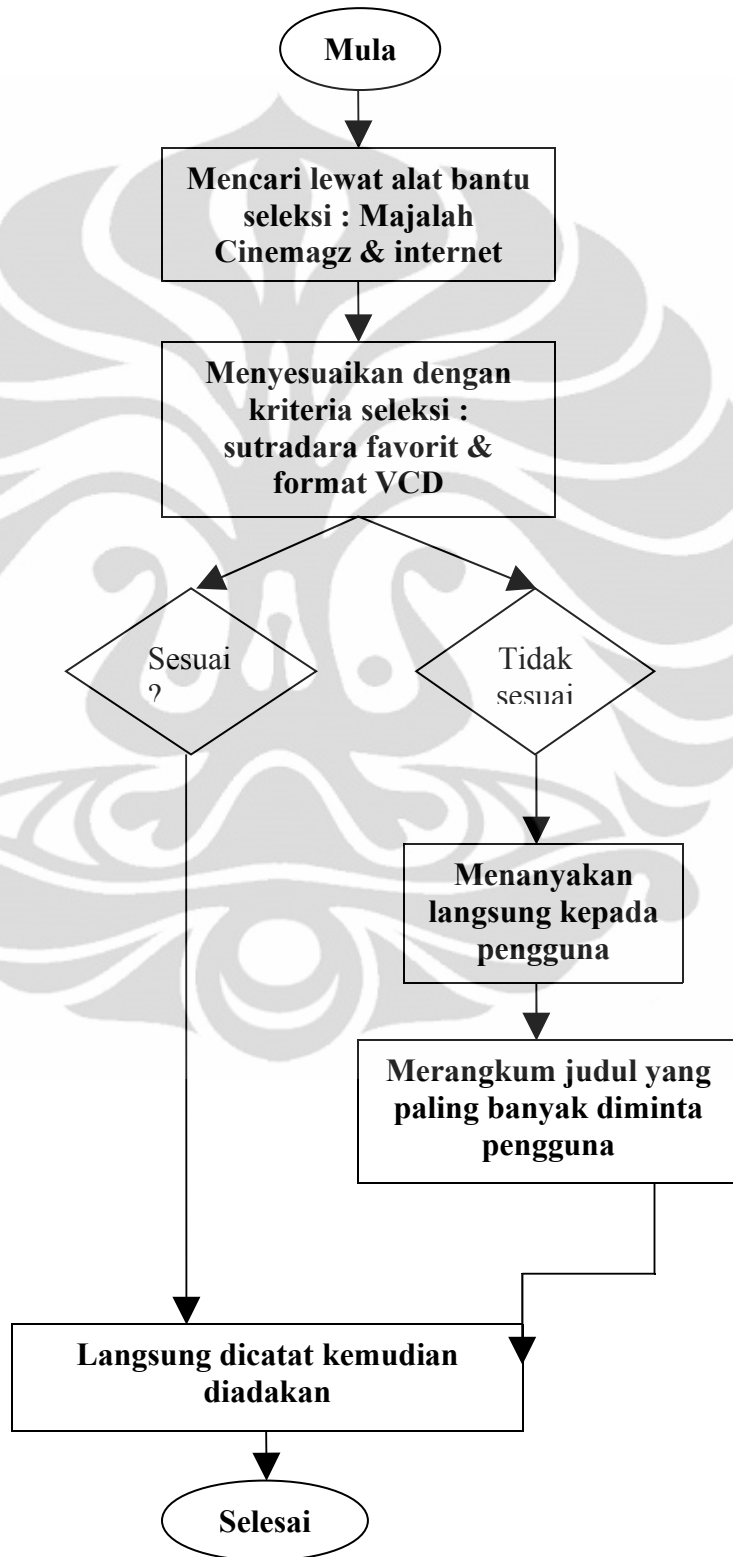 Mula
Mencari lewat alat bantu
seleksi : Majalah
Cinemagz & internet
Menyesuaikan dengan
kriteria seleksi :
sutradara favorit &
format VCD
Sesuai
?
Tidak
sesuai
Menanyakan
langsung kepada
pengguna
Merangkum judul yang
paling banyak diminta
pengguna
Langsung dicatat kemudian
diadakan
Selesai